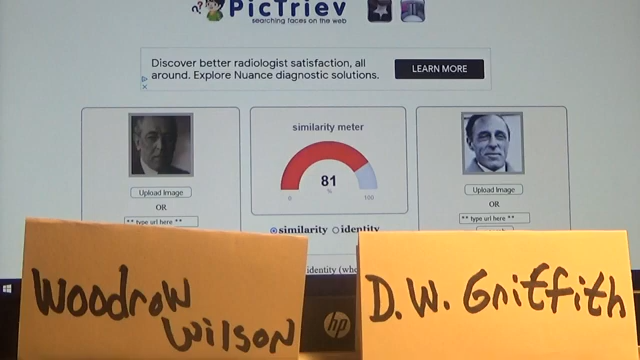 PicTriev
searching faces on the web
Discover better radiologist satisfaction, all
around. Explore Nuance diagnostic solutions.
LEARN MORE
similarity meter
81
%
0
100
Upload Image
OR
** type url here **
similarity identity
identity (who
Upload Image
OR
** type url here **
Woodrow
Wilson
hp
D.W. Griffith